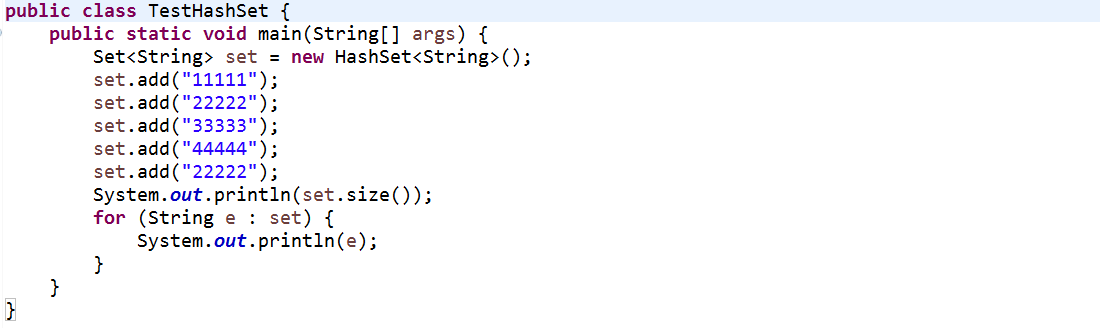 public class TestHashSet {
    public static void main(String[] args) {
        Set<String> set = new HashSet<String>();
        set.add("11111");
        set.add("22222");
        set.add("33333");
        set.add("44444");
        set.add("22222");
        System.out.println(set.size());
        for (String e : set) {
            System.out.println(e);
        }
    }
}